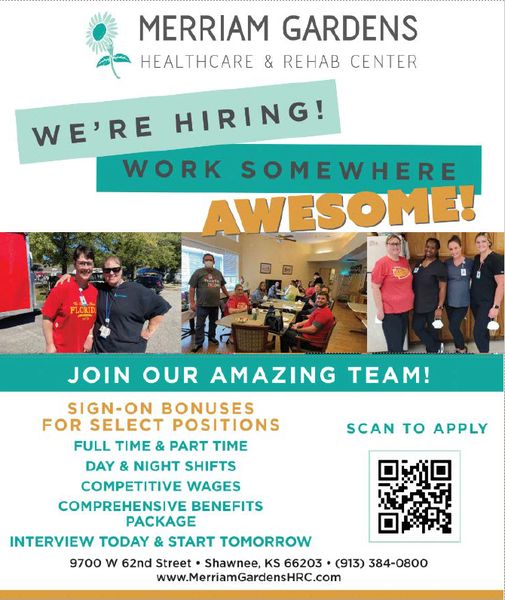 MERRIAM GARDENS
HEALTHCARE & REHAB CENTER
WE'RE HIRING!
WORK SOMEWHERE
AWESOME!
FLORIDA
JOIN OUR AMAZING TEAM!
SIGN-ON BONUSES
FOR SELECT POSITIONS
FULL TIME & PART TIME
DAY & NIGHT SHIFTS
COMPETITIVE WAGES
COMPREHENSIVE BENEFITS
PACKAGE
INTERVIEW TODAY & START TOMORROW
SCAN TO APPLY
9700 W 62nd Street • Shawnee, KS 66203 • (913) 384-0800
www.MerriamGardensHRC.com